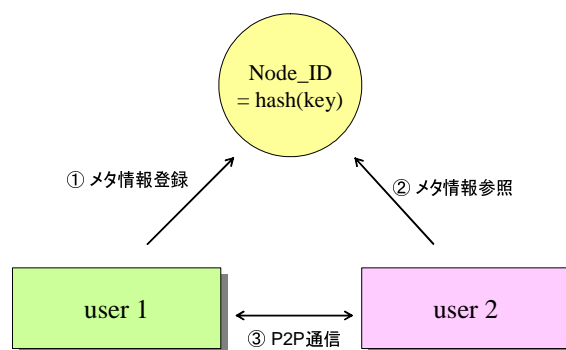 Node_ID
= hash(key)
① メタ情報登録
② メタ情報参照
user 1
user 2
③ P2P通信